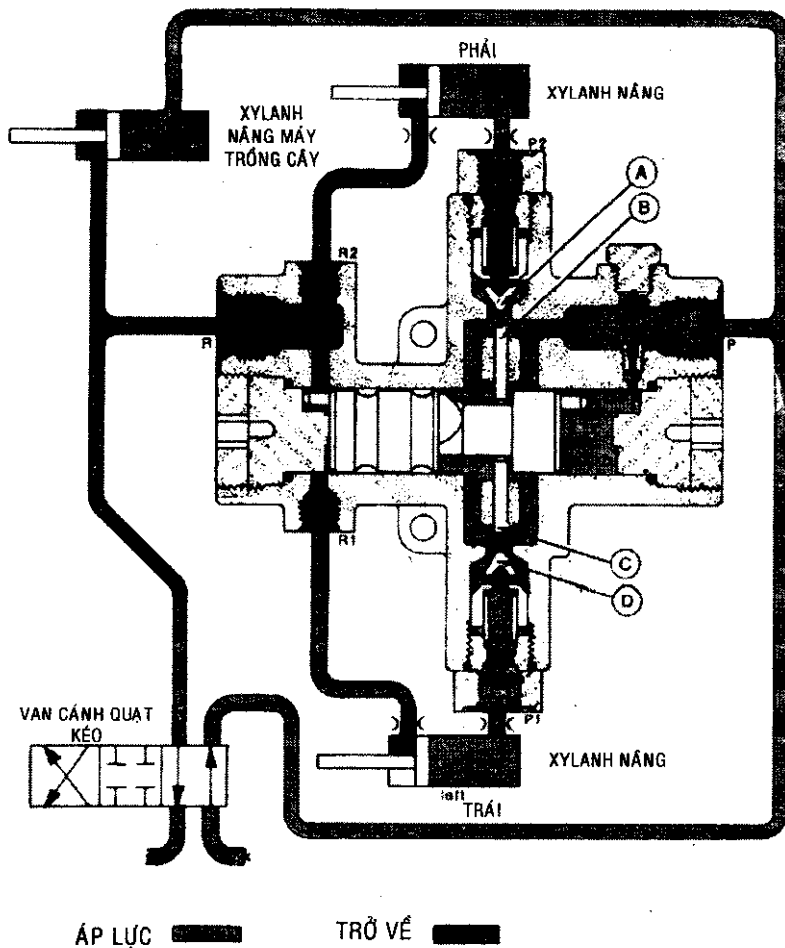 PHẢI
XYLANH NÂNG
XYLANH
NÂNG MÁY
TRỒNG CÂY
P2
A
B
R2
R
P
R1
C
D
P1
VAN CÁNH QUẠT
KÉO
XYLANH NÂNG
left
TRÁI
ÁP LỰC
TRỞ VỀ